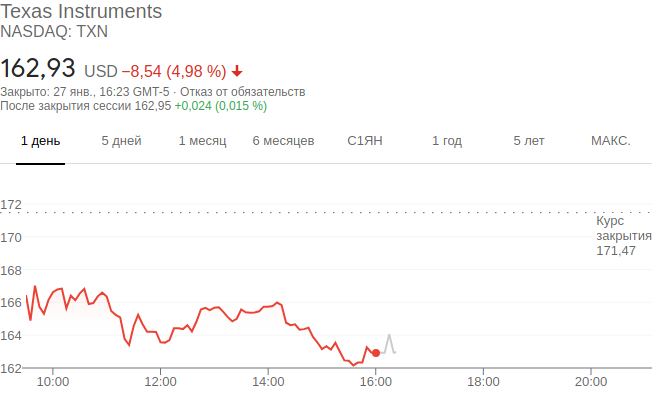 Texas Instruments
NASDAQ: TXN
162,93 USD −8,54 (4,98 %)
Закрыто: 27 янв., 16:23 GMT-5 · Отказ от обязательств
После закрытия сессии 162,95 +0,024 (0,015 %)
1 день 5 дней 1 месяц 6 месяцев С1ЯН 1 год 5 лет МАКС.
172
Курс
закрытия
171,47
170
168
166
164
162
10:00 12:00 14:00 16:00 18:00 20:00